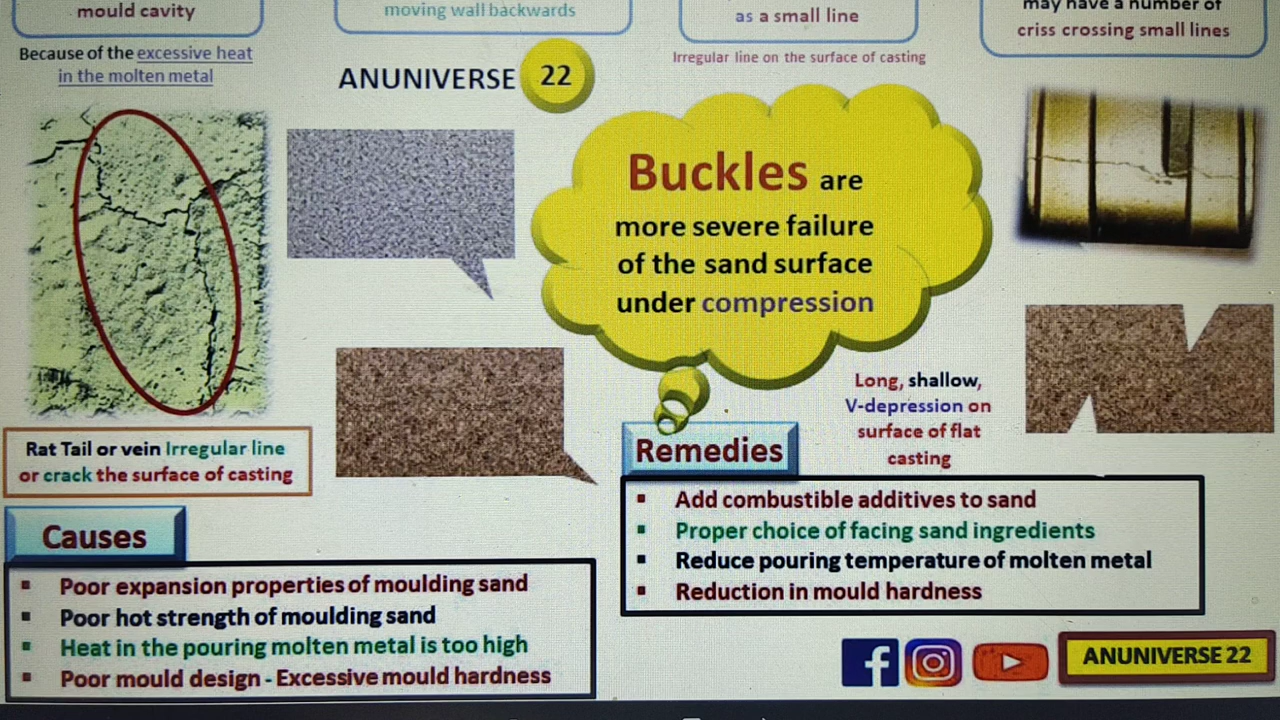 mould cavity
moving wall backwards
as a small line
may have a number of
criss crossing small lines
Because of the excessive heat
in the molten metal
Irregular line on the surface of casting
ANUNIVERSE 22
Buckles are
more severe failure
of the sand surface
under compression
Long, shallow,
V-depression on
surface of flat
casting
Rat Tail or vein Irregular line
or crack the surface of casting
Causes
▪ Poor expansion properties of moulding sand
▪ Poor hot strength of moulding sand
▪ Heat in the pouring molten metal is too high
▪ Poor mould design - Excessive mould hardness
Remedies
▪ Add combustible additives to sand
▪ Proper choice of facing sand ingredients
▪ Reduce pouring temperature of molten metal
▪ Reduction in mould hardness
f
ANUNIVERSE 22